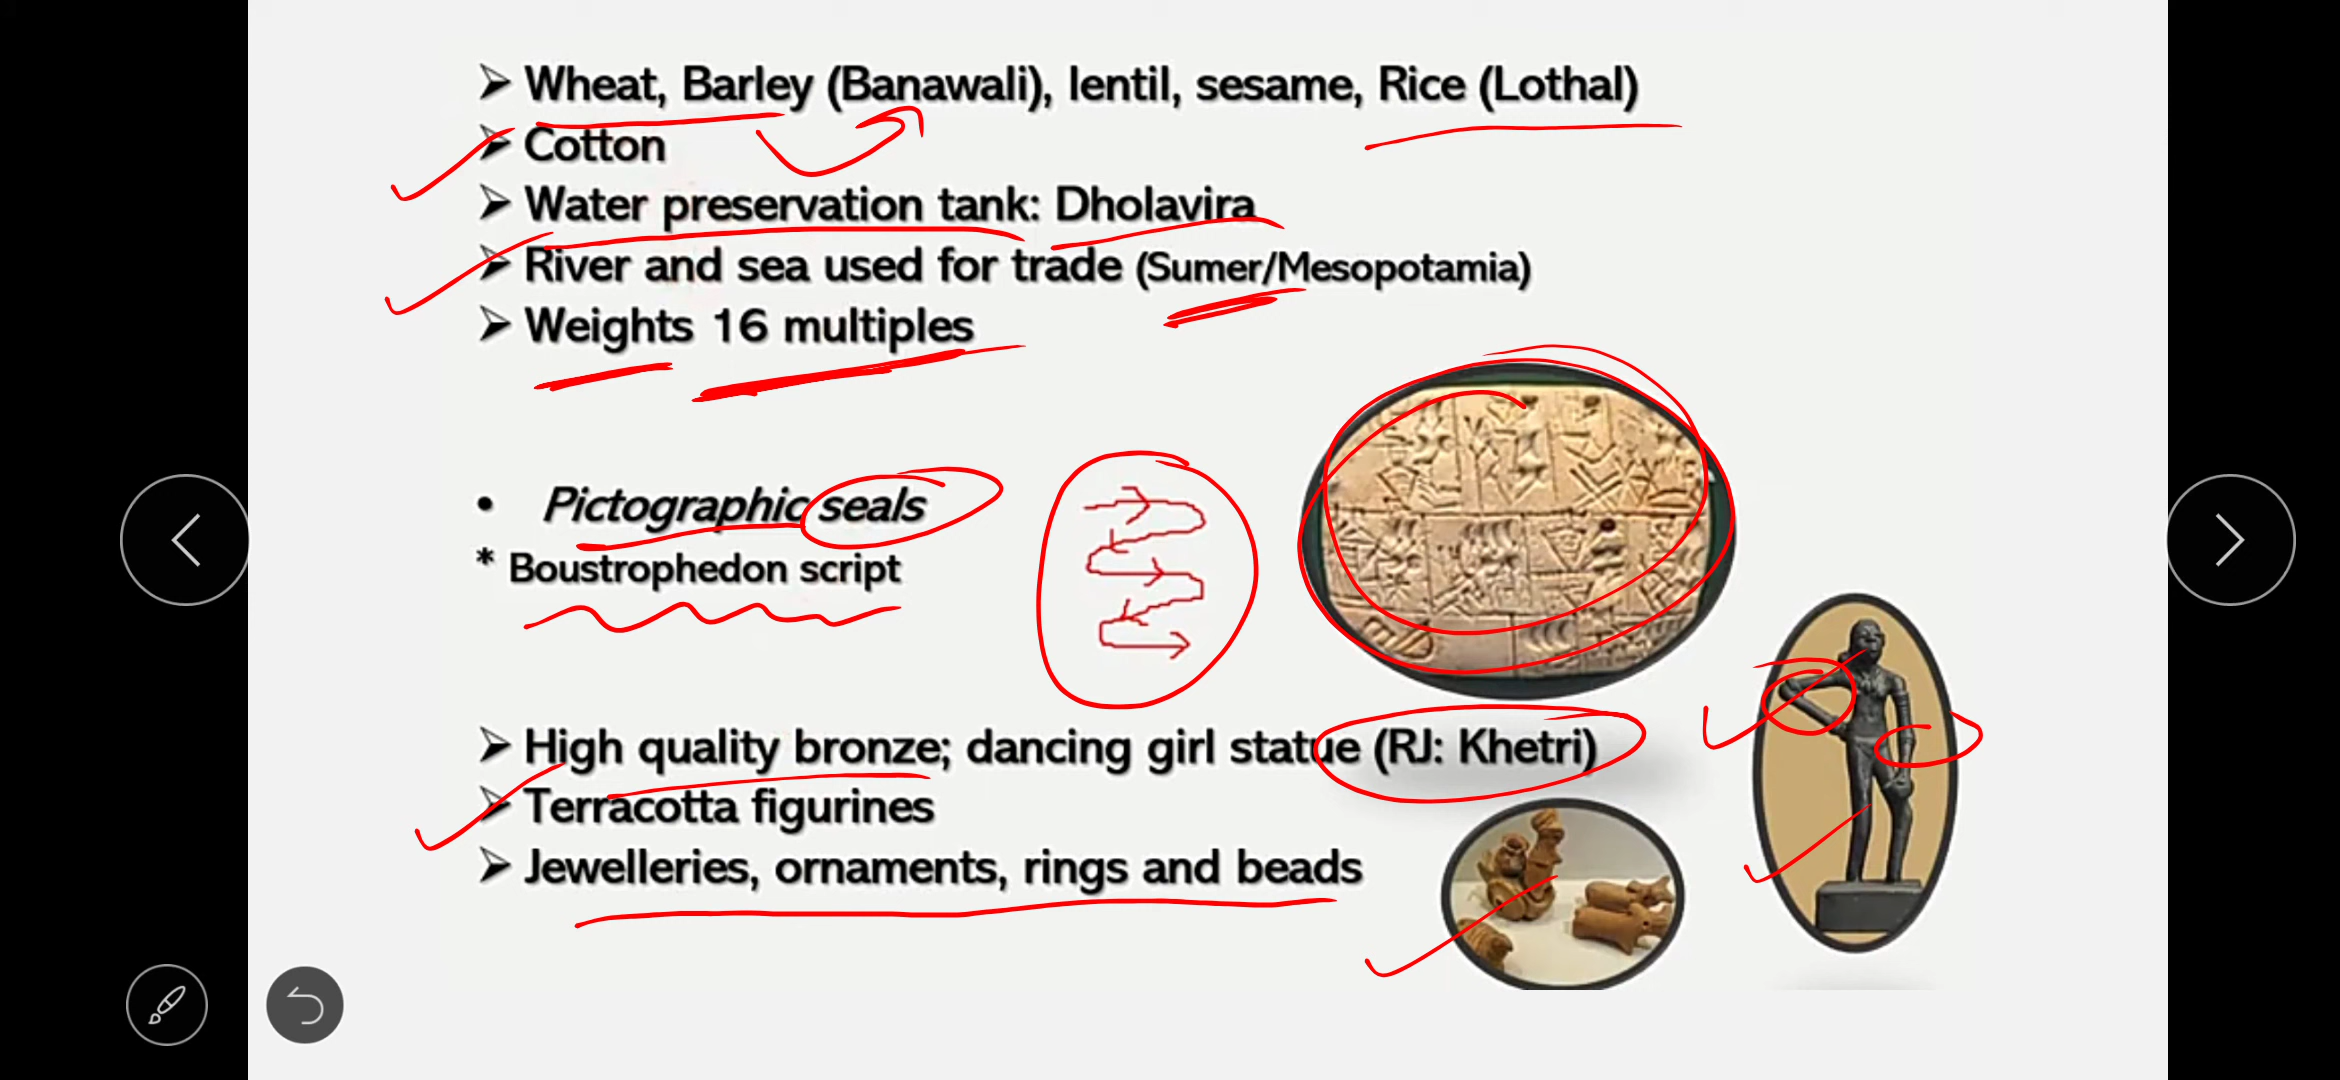 ➢ Wheat, Barley (Banawali), lentil, sesame, Rice (Lothal)
➢ Cotton
➢ Water preservation tank: Dholavira
➢ River and sea used for trade (Sumer/Mesopotamia)
➢ Weights 16 multiples
• Pictographic seals
* Boustrophedon script
➢ High quality bronze; dancing girl statue (RJ: Khetri)
➢ Terracotta figurines
➢ Jewelleries, ornaments, rings and beads